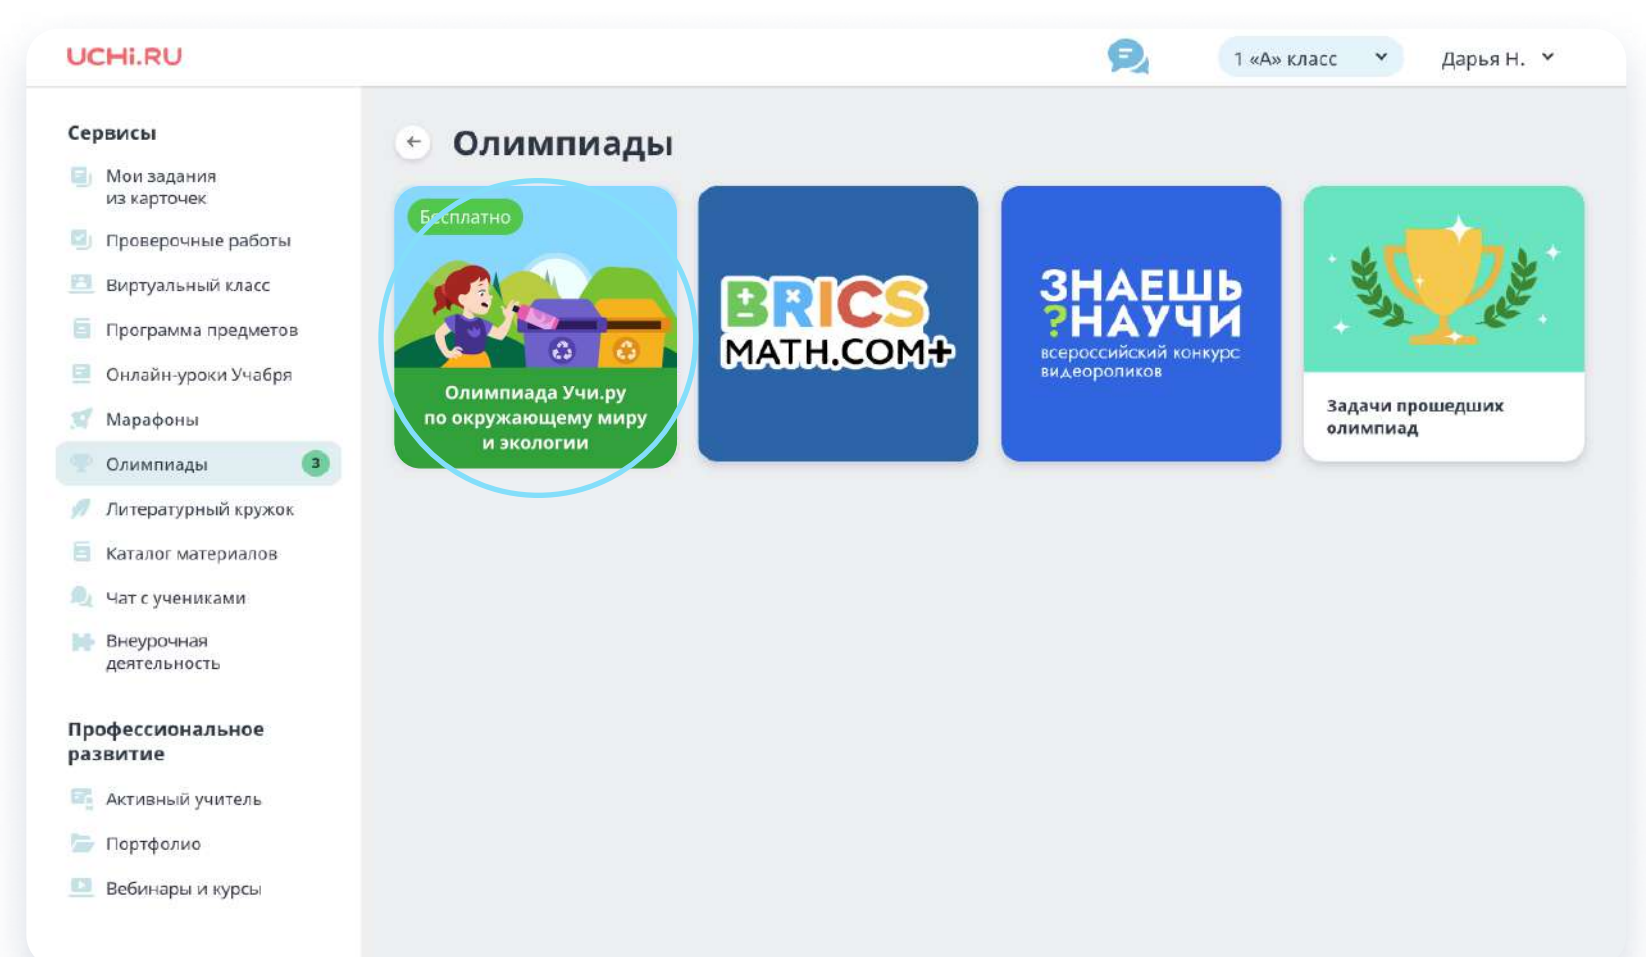 UCHi.RU
1 «А» класс
Дарья Н.
Сервисы
Мои задания
из карточек
Проверочные работы
Виртуальный класс
Программа предметов
Онлайн-уроки Учабря
Марафоны
Олимпиады
3
Литературный кружок
Каталог материалов
Чат с учениками
Внеурочная
деятельность
Профессиональное
развитие
Активный учитель
Портфолио
Вебинары и курсы
Олимпиады
Бесплатно
Олимпиада Учи.ру
по окружающему миру
и экологии
BRICS
MATH.COM+
ЗНАЕШЬ
?НАУЧИ
всероссийский конкурс
видеороликов
Задачи прошедших
олимпиад